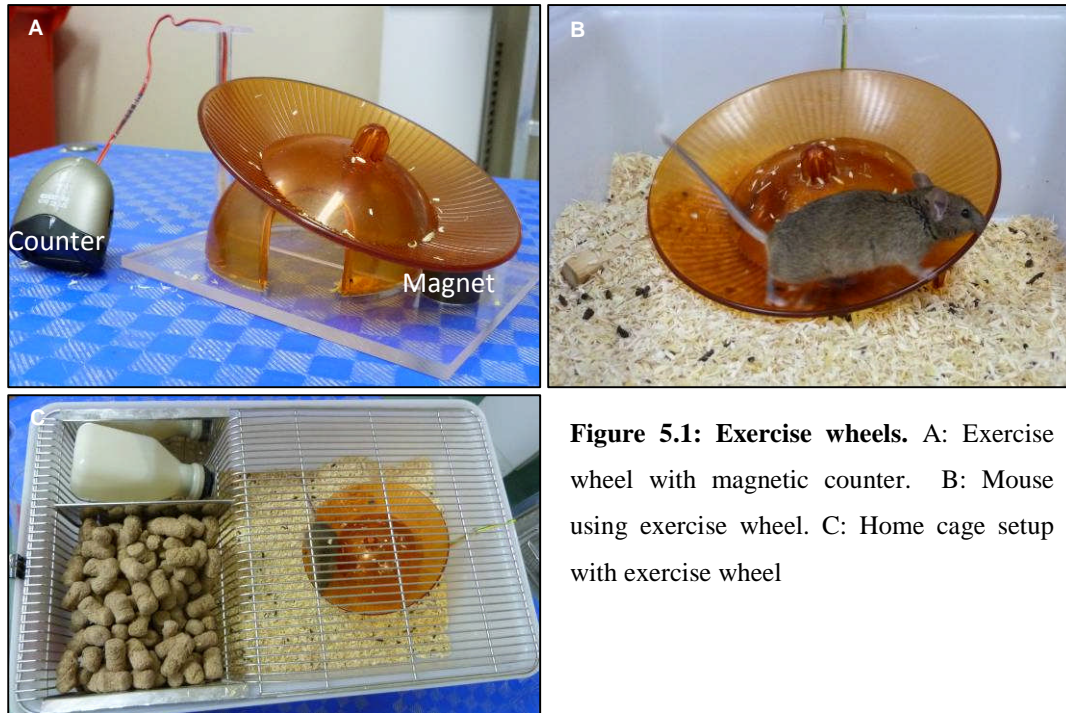 A
Counter
Magnet
B
C
Figure 5.1: Exercise wheels. A: Exercise
wheel with magnetic counter. B: Mouse
using exercise wheel. C: Home cage setup
with exercise wheel